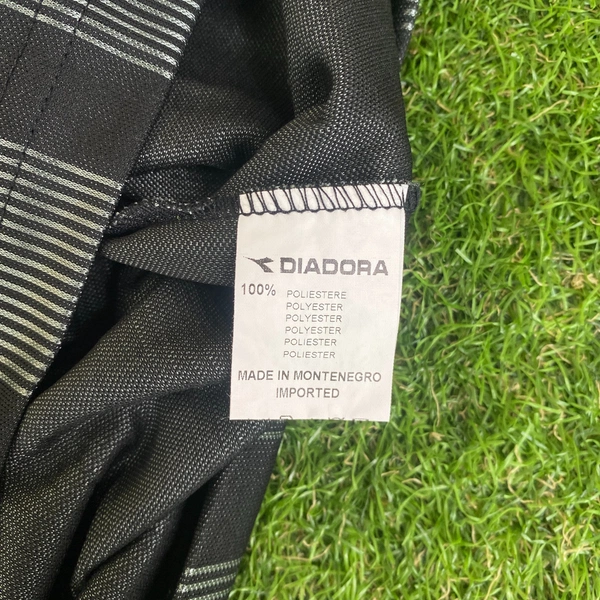 DIADORA
100% POLIESTERE
POLYESTER
POLYESTER
POLYESTER
POLIESTER
POLIESTER
MADE IN MONTENEGRO
IMPORTED